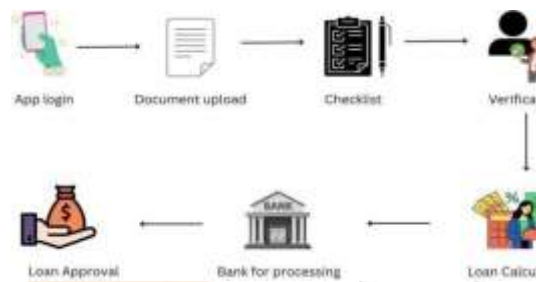 App login
Document upload
Checklist
Verifica
BANK
Loan Calcu
Bank for processing
Loan Approval